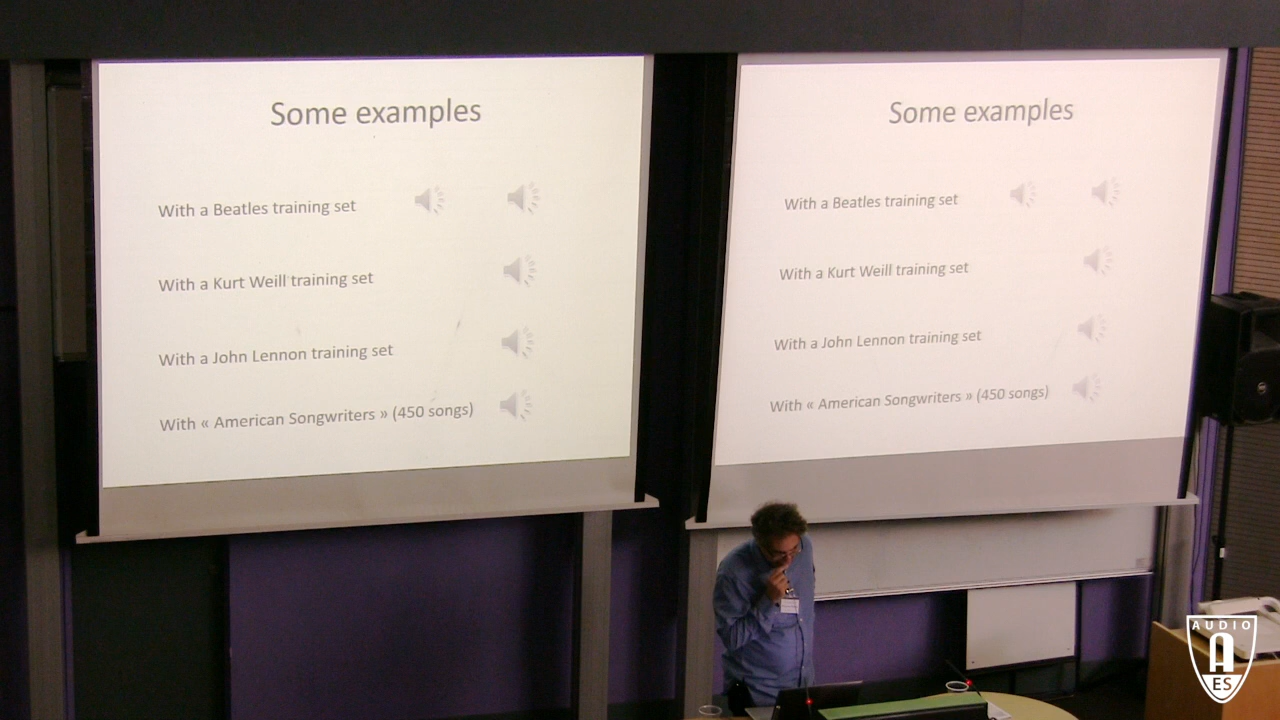 Some examples
With a Beatles training set
With a Kurt Weill training set
With a John Lennon training set
With « American Songwriters » (450 songs)
Some examples
With a Beatles training set
With a Kurt Weill training set
With a John Lennon training set
With « American Songwriters » (450 songs)
AUDIO
A
ES